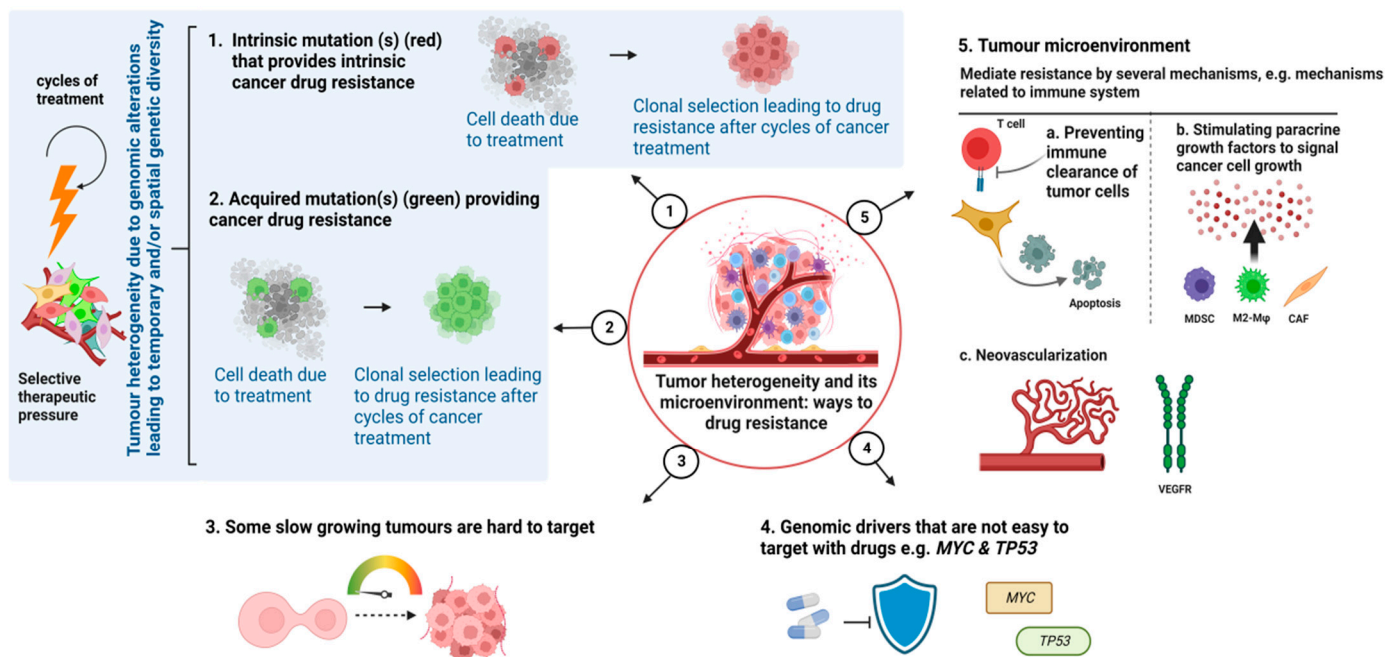 cycles of
treatment
Selective
therapeutic
pressure
Tumour heterogeneity due to genomic alterations
leading to temporary and/or spatial genetic diversity
1. Intrinsic mutation (s) (red)
that provides intrinsic
cancer drug resistance
Cell death due
to treatment
Clonal selection leading to drug
resistance after cycles of cancer
treatment
2. Acquired mutation(s) (green) providing
cancer drug resistance
Cell death due
to treatment
Clonal selection leading
to drug resistance after
cycles of cancer
treatment
1
2
3
4
5
Tumor heterogeneity and its
microenvironment: ways to
drug resistance
3. Some slow growing tumours are hard to target
4. Genomic drivers that are not easy to
target with drugs e.g. MYC & TP53
MYC
TP53
5. Tumour microenvironment
Mediate resistance by several mechanisms, e.g. mechanisms
related to immune system
T cell
a. Preventing
immune
clearance of
tumor cells
Apoptosis
b. Stimulating paracrine
growth factors to signal
cancer cell growth
MDSC
M2-Mφ
CAF
c. Neovascularization
VEGFR